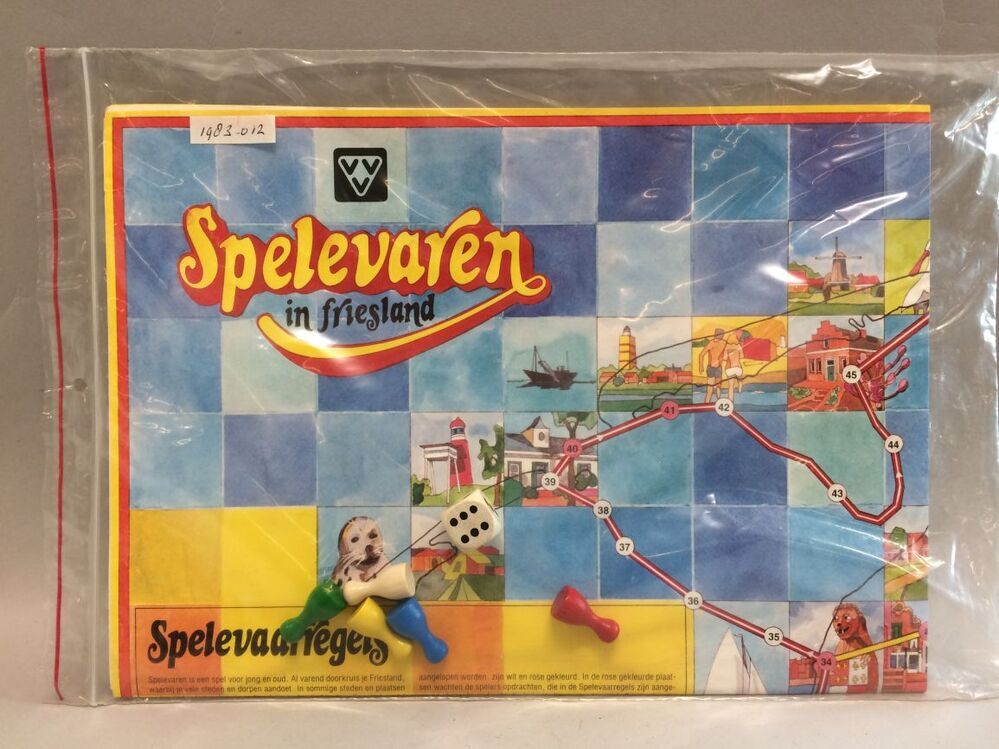 1983-012
VVV
Spelevaren
in friesland
45
41
42
44
40
39
43
38
37
36
35
34
Spelevaarregels
Spelevaren is een spel voor jong en oud. Al varend doorkruis je Friesland,
waarbij je vele steden en dorpen aandoet. In sommige steden en plaatsen
aangelopen worden, zijn wit en rose gekleurd. In de rose gekleurde plaat-
sen wachten de spelers opdrachten, die in de Spelevaarregels zijn aange-